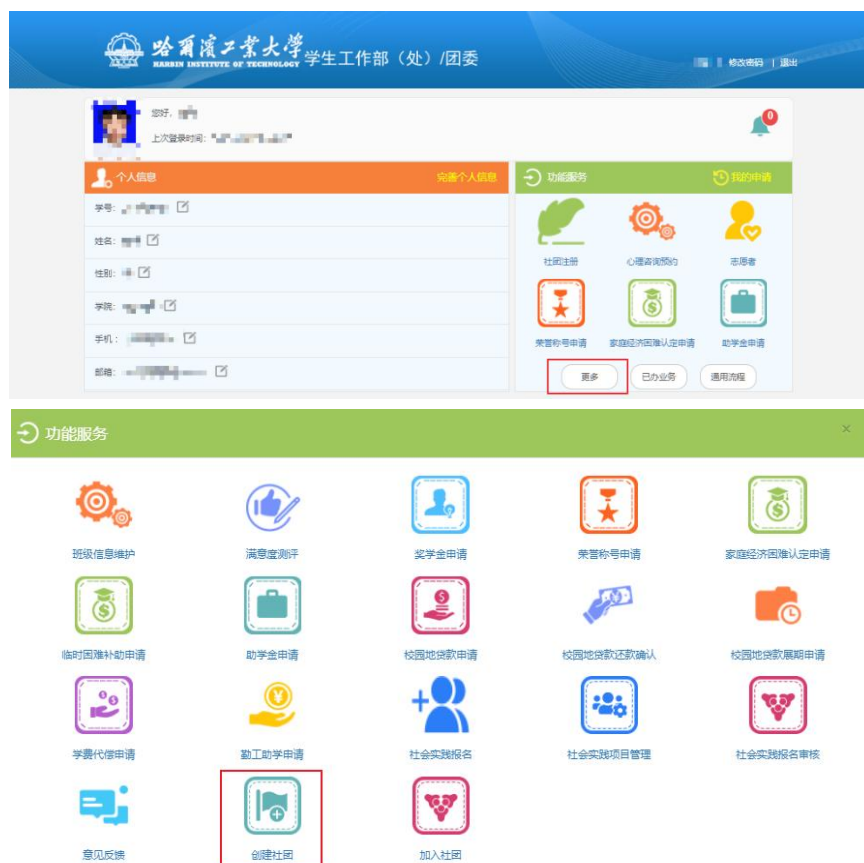 哈爾濱工業大學 学生工作部（处）/团委
HARBIN INSTITUTE OF TECHNOLOGY
修改密码 | 退出
您好，
上次登录时间：
0
个人信息 完善个人信息
功能服务 我的申请
学号：
姓名：
性别：
学院：
手机：
邮箱：
社团注册 心理咨询预约 志愿者
荣誉称号申请 家庭经济困难认定申请 助学金申请
更多 已办业务 通用流程
功能服务 ×
班级信息维护 满意度测评 奖学金申请 荣誉称号申请 家庭经济困难认定申请
临时困难补助申请 助学金申请 校园地贷款申请 校园地贷款还款确认 校园地贷款展期申请
学费代偿申请 勤工助学申请 社会实践报名 社会实践项目管理 社会实践报名审核
意见反馈 创建社团 加入社团